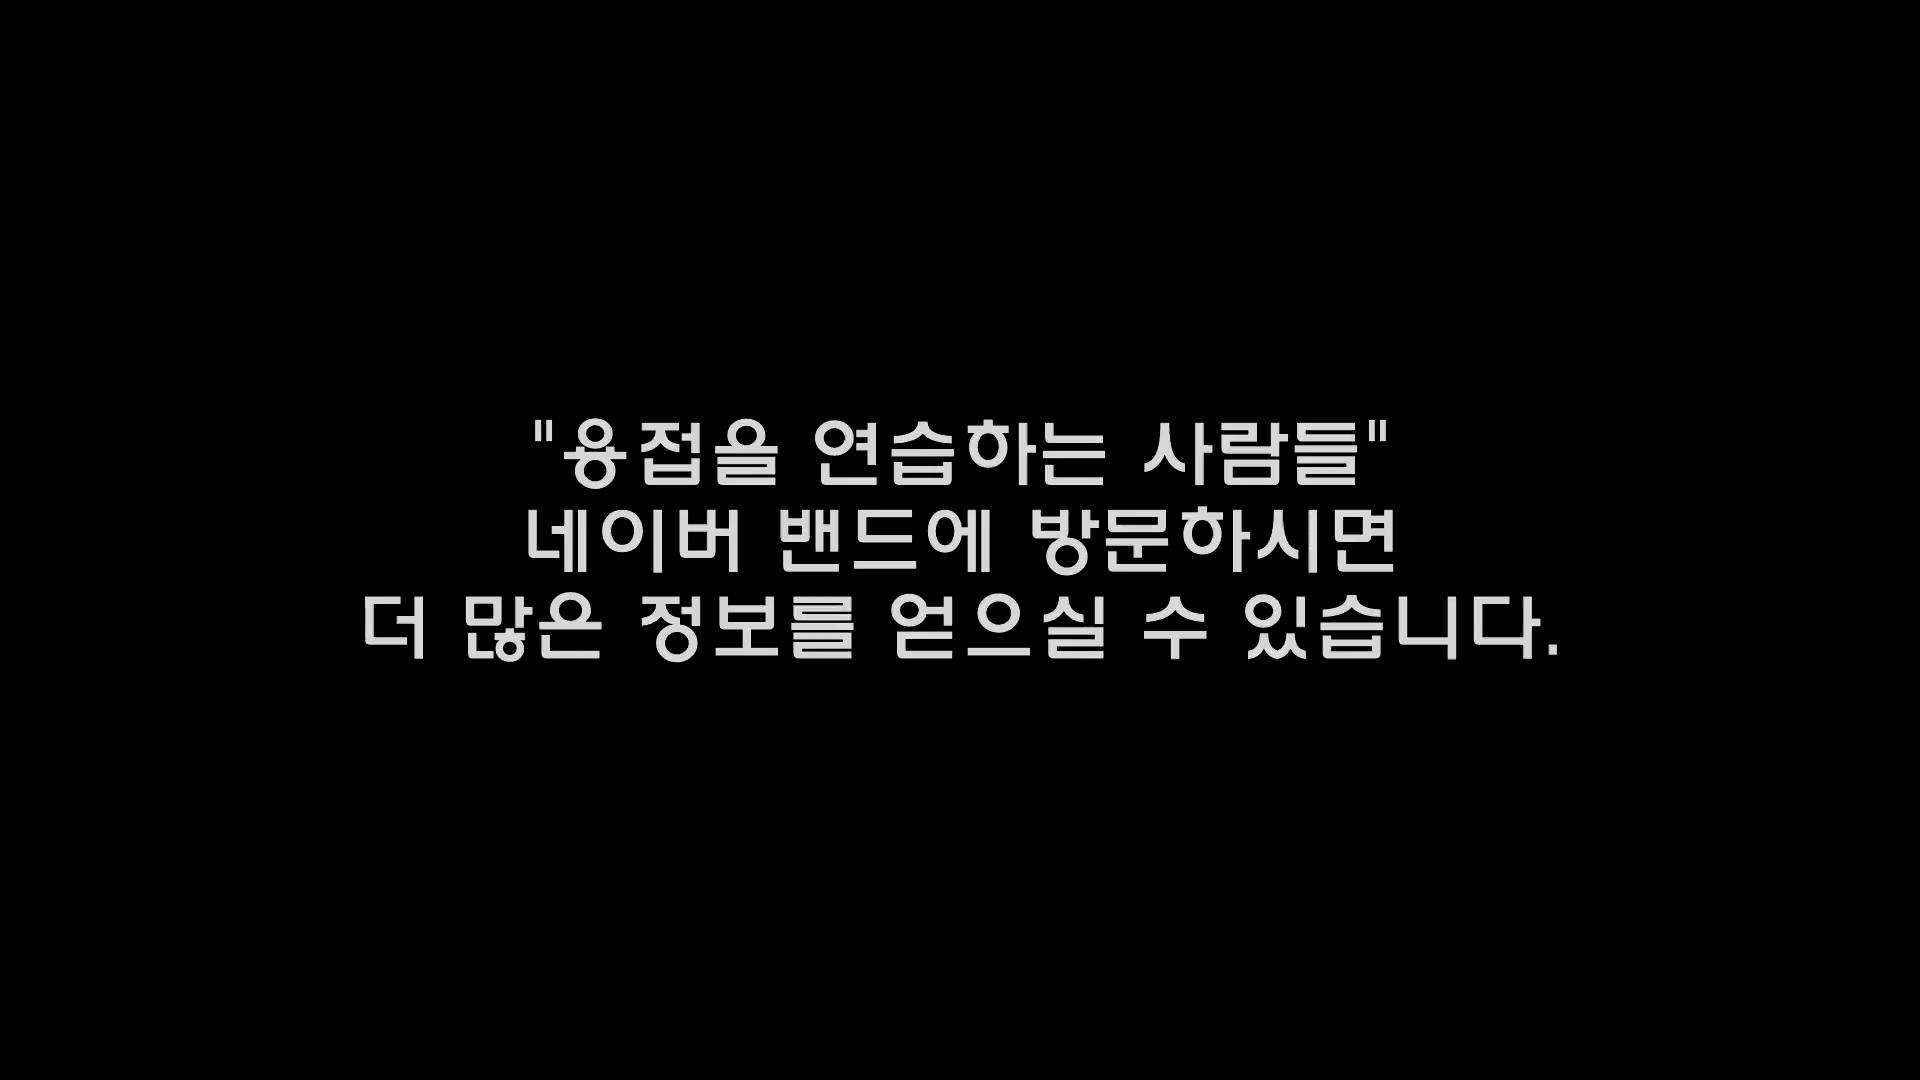 "용접을 연습하는 사람들"
네이버 밴드에 방문하시면
더 많은 정보를 얻으실 수 있습니다.